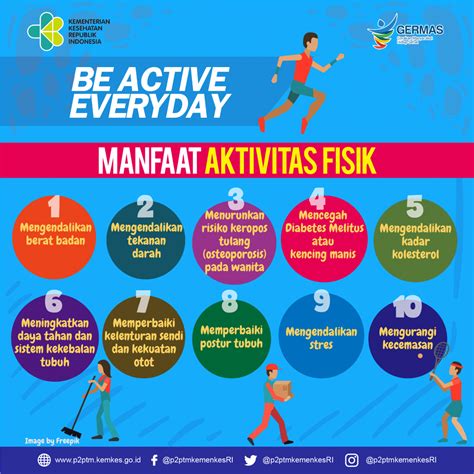 KEMENTERIAN
KESEHATAN
REPUBLIK
INDONESIA
GERMAS
BE ACTIVE
EVERYDAY
MANFAAT AKTIVITAS FISIK
1
Mengendalikan
berat badan
2
Mengendalikan
tekanan
darah
3
Menurunkan
risiko keropos
tulang
(osteoporosis)
pada wanita
4
Mencegah
Diabetes Melitus
atau
kencing manis
5
Mengendalikan
kadar
kolesterol
6
Meningkatkan
daya tahan dan
sistem kekebalan
tubuh
7
Memperbaiki
kelenturan sendi
dan kekuatan
otot
8
Memperbaiki
postur tubuh
9
Mengendalikan
stres
10
Mengurangi
kecemasan
Image by Freepik
www.p2ptm.kemkes.go.id
@p2ptmkemenkesRI
@p2ptmkemenkesRI
@p2ptmkemenkesRI